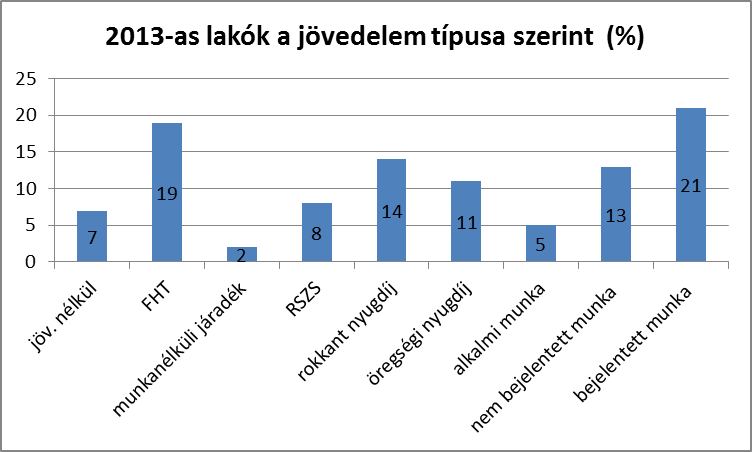 2013-as lakók a jövedelem típusa szerint  (%)
25
20
15
10
5
0
7
19
2
8
14
11
5
13
21
jöv. nélkül
FHT
munkanélküli járadék
RSZS
rokkant nyugdíj
öregségi nyugdíj
alkalmi munka
nem bejelentett munka
bejelentett munka